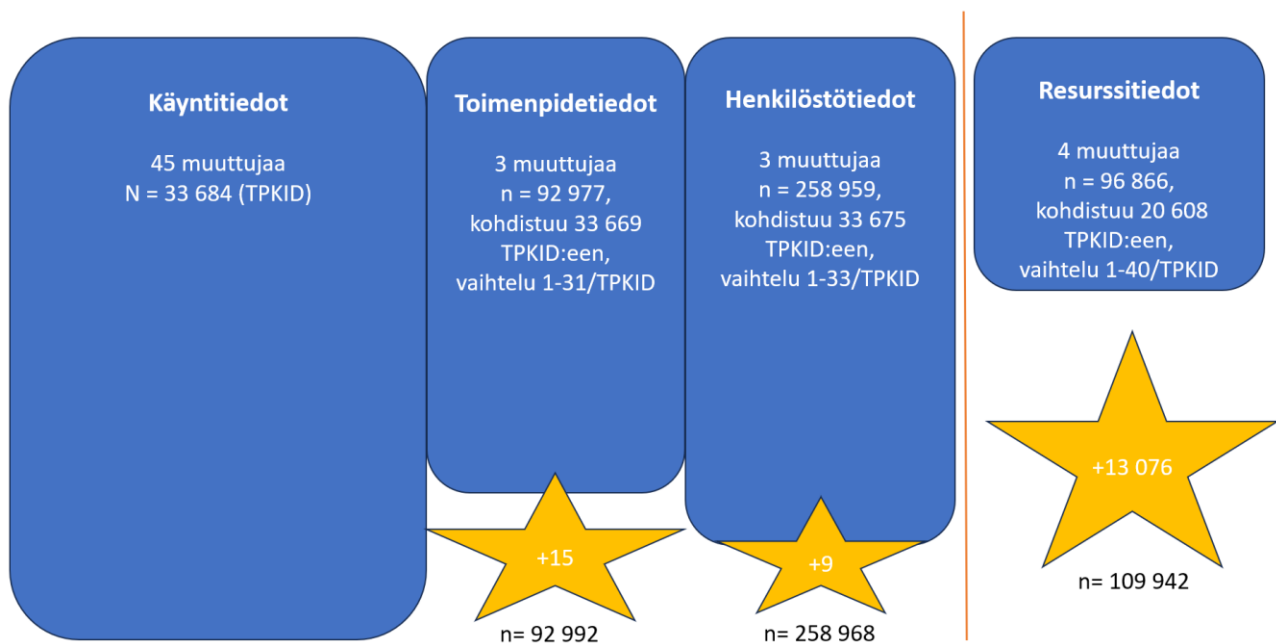 Käyntitiedot
45 muuttujaa
N = 33 684 (TPKID)
Toimenpidetiedot
3 muuttujaa
n = 92 977,
kohdistuu 33 669
TPKID:een,
vaihtelu 1-31/TPKID
+15
n= 92 992
Henkilöstötiedot
3 muuttujaa
n = 258 959,
kohdistuu 33 675
TPKID:een,
vaihtelu 1-33/TPKID
+9
n= 258 968
Resurssitiedot
4 muuttujaa
n = 96 866,
kohdistuu 20 608
TPKID:een,
vaihtelu 1-40/TPKID
+13 076
n= 109 942